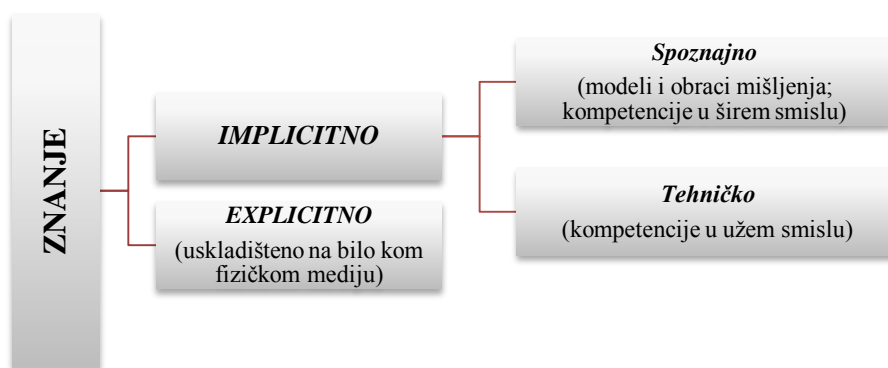 ZNANJE
IMPLICITNO
EXPLICITNO
(uskladišteno na bilo kom
fizičkom mediju)
Spoznajno
(modeli i obraci mišljenja;
kompetencije u širem smislu)
Tehničko
(kompetencije u užem smislu)